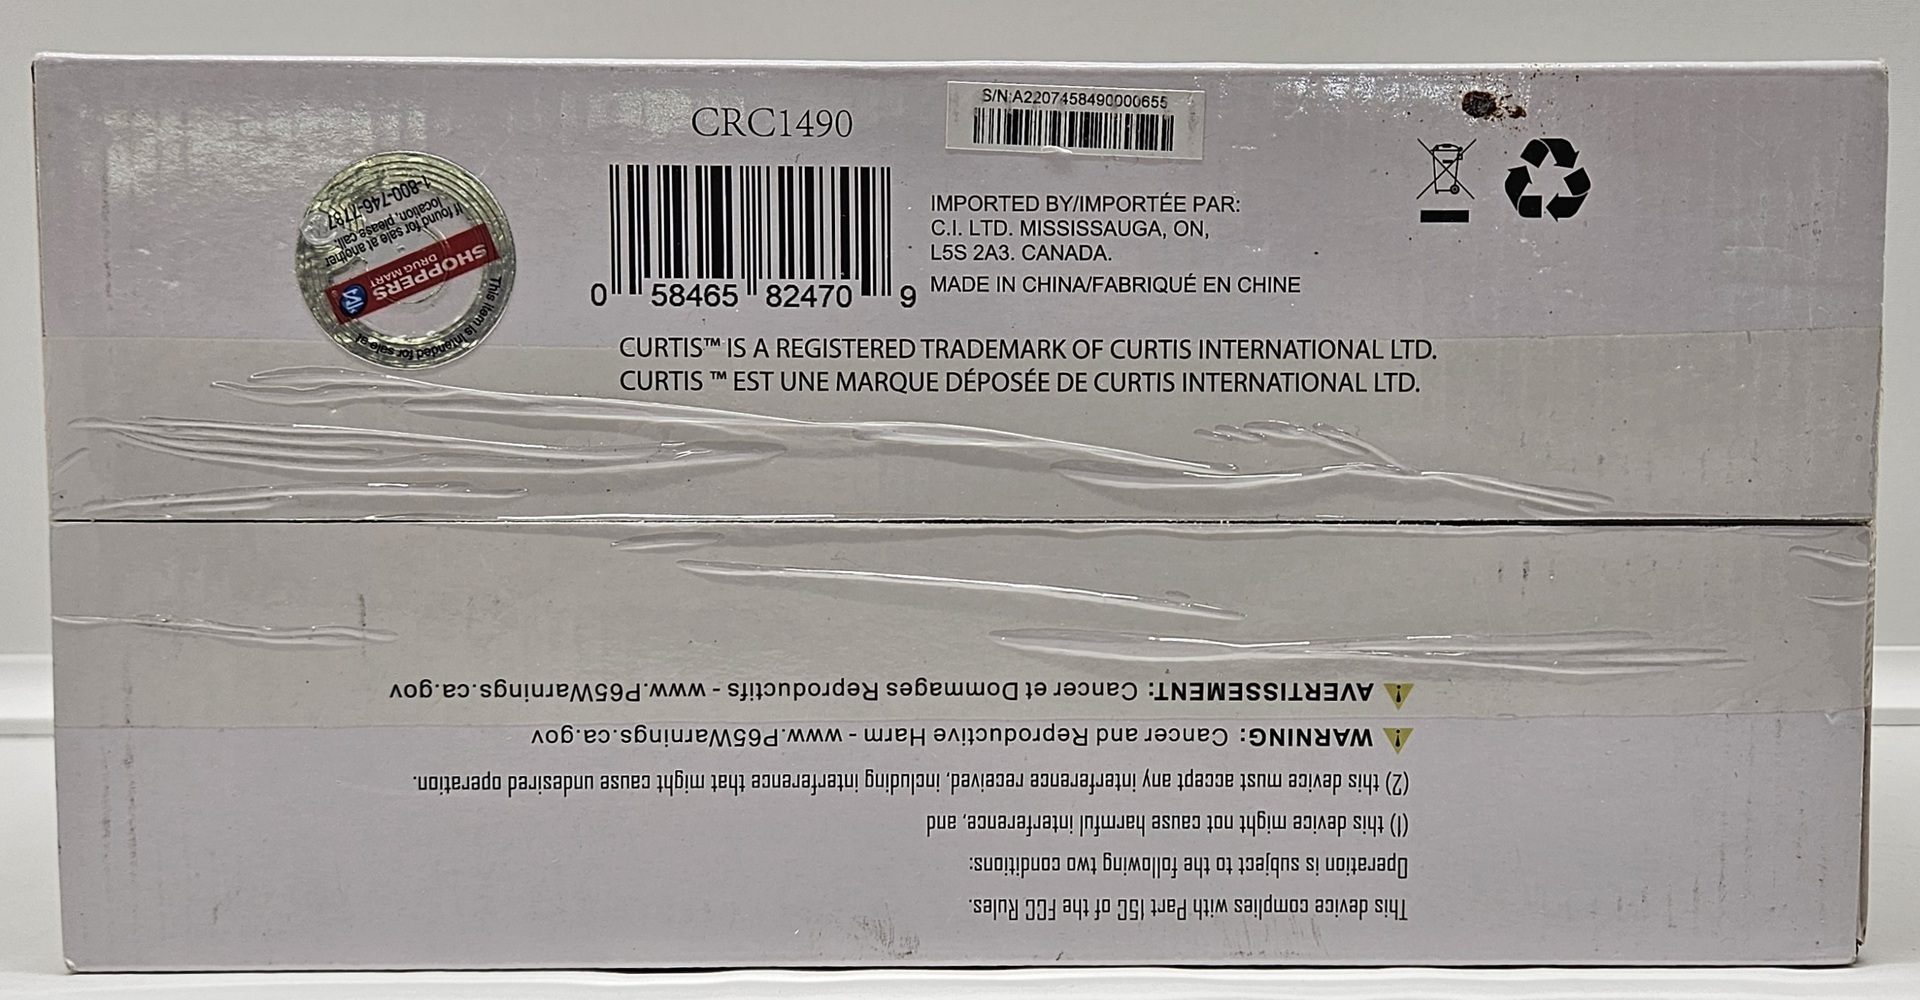 CRC1490
S/N:A2207458490000655
0 58465 82470 9
IMPORTED BY/IMPORTÉE PAR:
C.I. LTD. MISSISSAUGA, ON,
L5S 2A3. CANADA.
MADE IN CHINA/FABRIQUÉ EN CHINE
CURTIS™ IS A REGISTERED TRADEMARK OF CURTIS INTERNATIONAL LTD.
CURTIS ™ EST UNE MARQUE DÉPOSÉE DE CURTIS INTERNATIONAL LTD.
This item is intended for sale at
SHOPPERS
DRUG MART
If found for sale at another
location, please call:
1-800-746-7787
This device complies with Part 15C of the FCC Rules.
Operation is subject to the following two conditions:
(1) this device might not cause harmful interference, and
(2) this device must accept any interference received, including interference that might cause undesired operation.
WARNING: Cancer and Reproductive Harm - www.P65Warnings.ca.gov
AVERTISSEMENT: Cancer et Dommages Reproductifs - www.P65Warnings.ca.gov